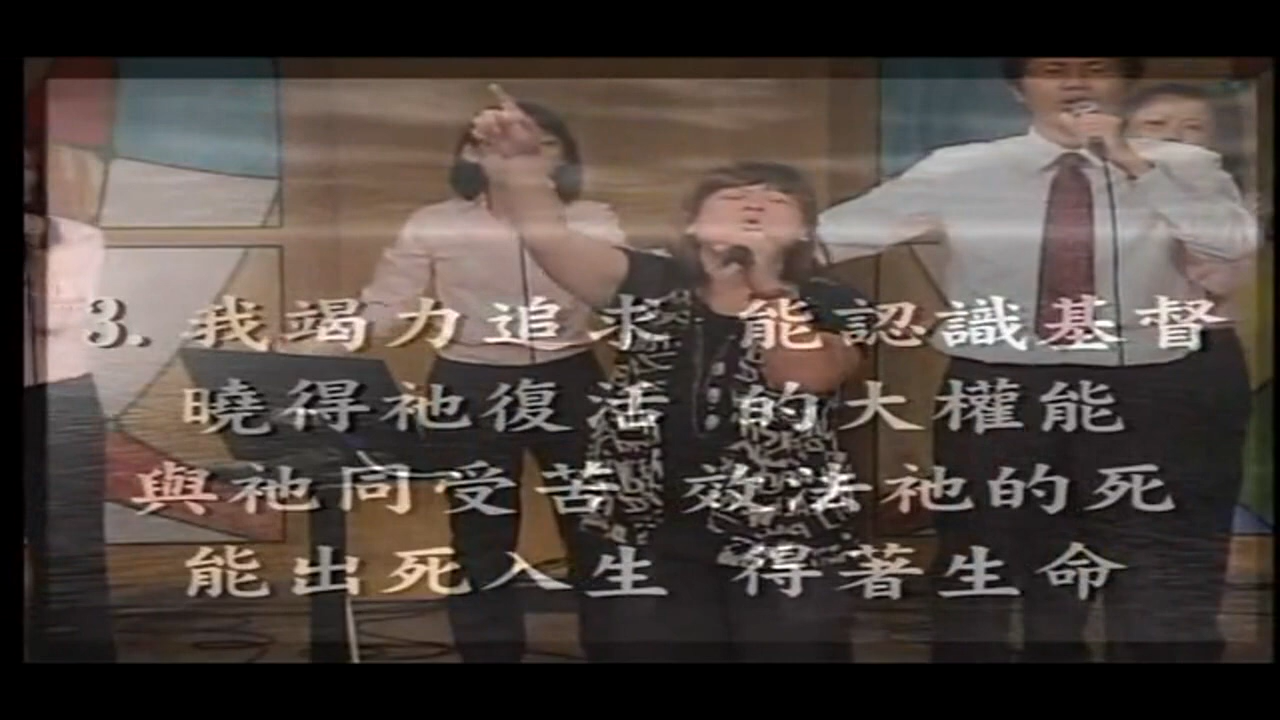 3. 我竭力追求 能認識基督
曉得祂復活 的大權能
與祂同受苦 效法祂的死
能出死入生 得著生命